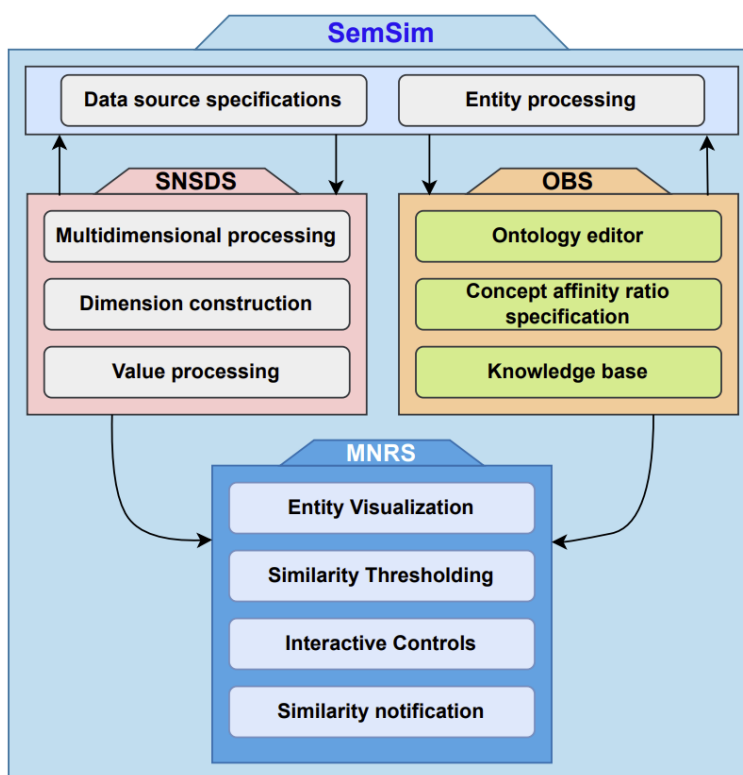 SemSim
Data source specifications
Entity processing
SNSDS
OBS
Multidimensional processing
Ontology editor
Dimension construction
Concept affinity ratio
specification
Value processing
Knowledge base
MNRS
Entity Visualization
Similarity Thresholding
Interactive Controls
Similarity notification